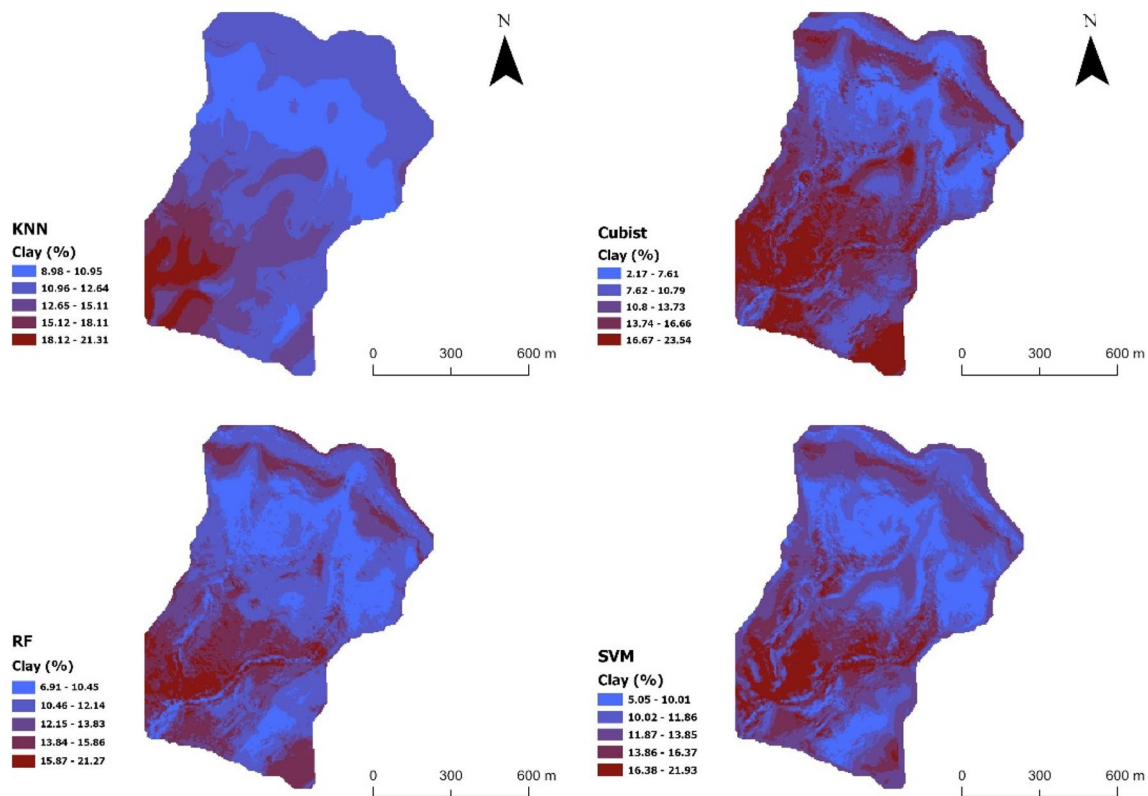 N
KNN
Clay (%)
8.98 - 10.95
10.96 - 12.64
12.65 - 15.11
15.12 - 18.11
18.12 - 21.31
0 300 600 m
N
Cubist
Clay (%)
2.17 - 7.61
7.62 - 10.79
10.8 - 13.73
13.74 - 16.66
16.67 - 23.54
0 300 600 m
RF
Clay (%)
6.91 - 10.45
10.46 - 12.14
12.15 - 13.83
13.84 - 15.86
15.87 - 21.27
0 300 600 m
SVM
Clay (%)
5.05 - 10.01
10.02 - 11.86
11.87 - 13.85
13.86 - 16.37
16.38 - 21.93
0 300 600 m